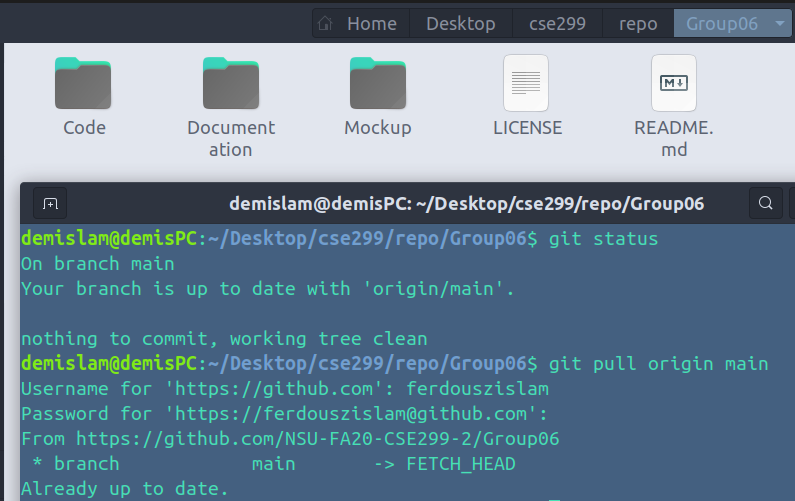 Home Desktop cse299 repo Group06
Code Document Mockup LICENSE README.
ation md
demislam@demisPC: ~/Desktop/cse299/repo/Group06
demislam@demisPC:~/Desktop/cse299/repo/Group06$ git status
On branch main
Your branch is up to date with 'origin/main'.
nothing to commit, working tree clean
demislam@demisPC:~/Desktop/cse299/repo/Group06$ git pull origin main
Username for 'https://github.com': ferdouszislam
Password for 'https://ferdouszislam@github.com':
From https://github.com/NSU-FA20-CSE299-2/Group06
 * branch            main       -> FETCH_HEAD
Already up to date.